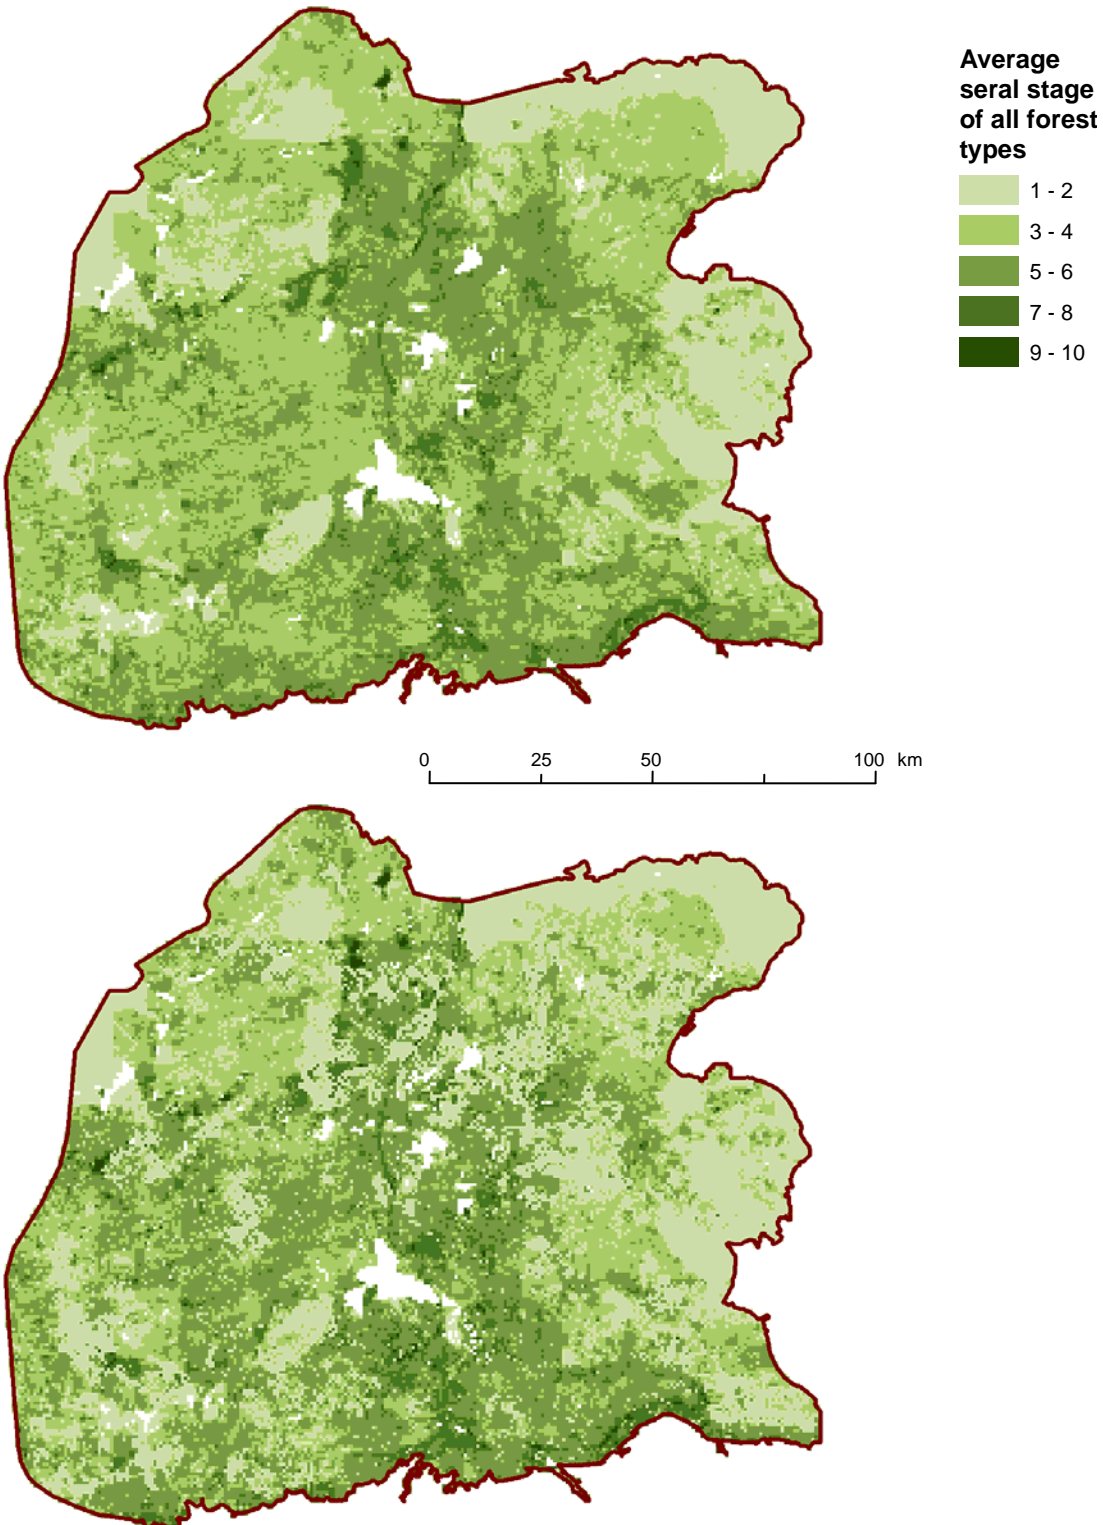 Average
seral stage
of all forest
types
1 - 2
3 - 4
5 - 6
7 - 8
9 - 10
0 25 50 100 km